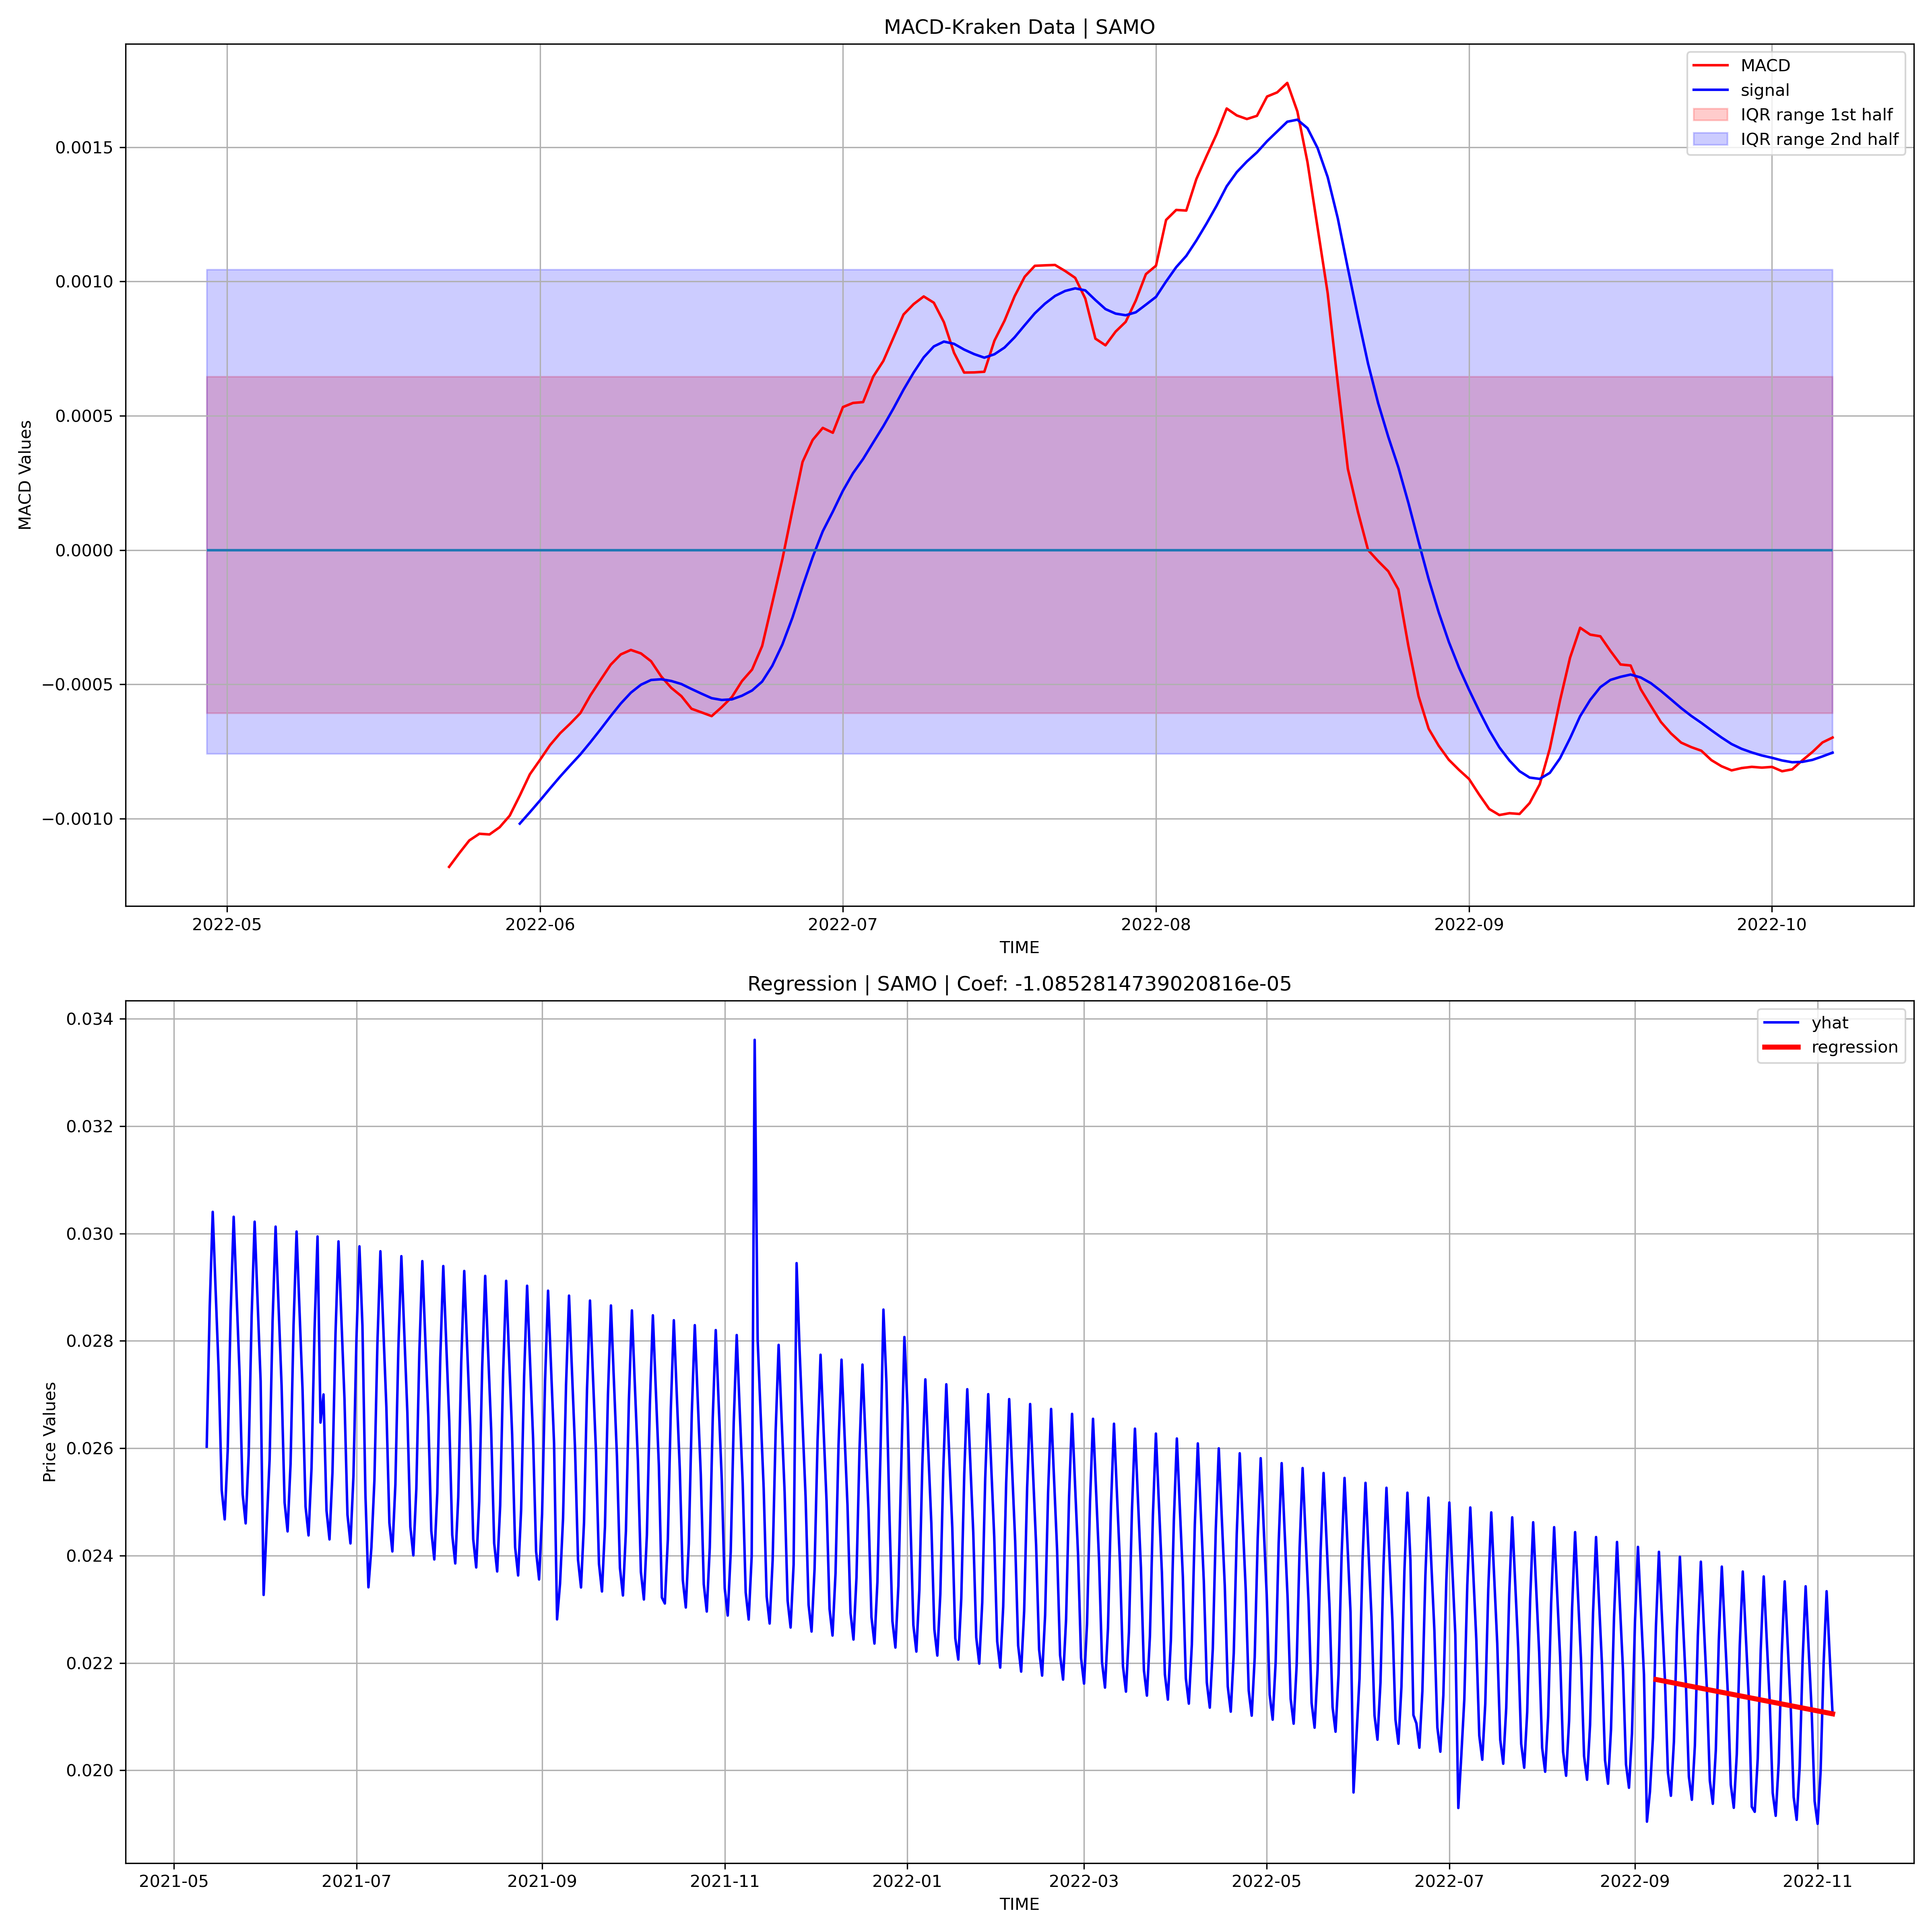 MACD-Kraken Data | SAMO
MACD
signal
IQR range 1st half
IQR range 2nd half
MACD Values
0.0015
0.0010
0.0005
0.0000
−0.0005
−0.0010
2022-05
2022-06
2022-07
2022-08
2022-09
2022-10
TIME
Regression | SAMO | Coef: -1.0852814739020816e-05
yhat
regression
Price Values
0.034
0.032
0.030
0.028
0.026
0.024
0.022
0.020
2021-05
2021-07
2021-09
2021-11
2022-01
2022-03
2022-05
2022-07
2022-09
2022-11
TIME